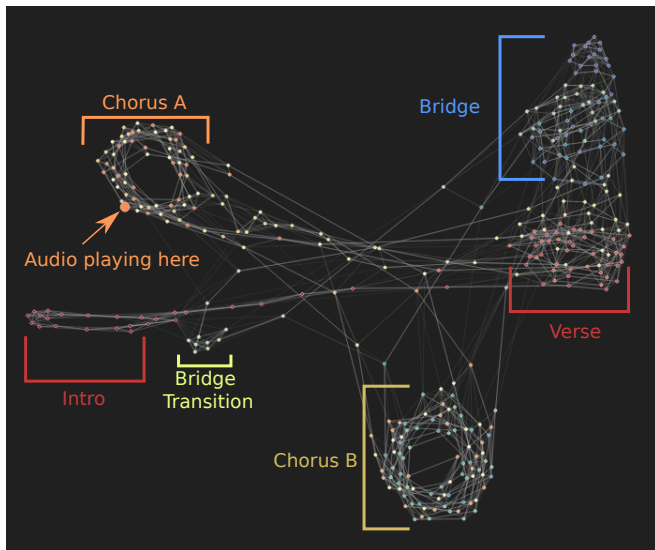 Chorus A
Bridge
Audio playing here
Verse
Intro
Bridge
Transition
Chorus B